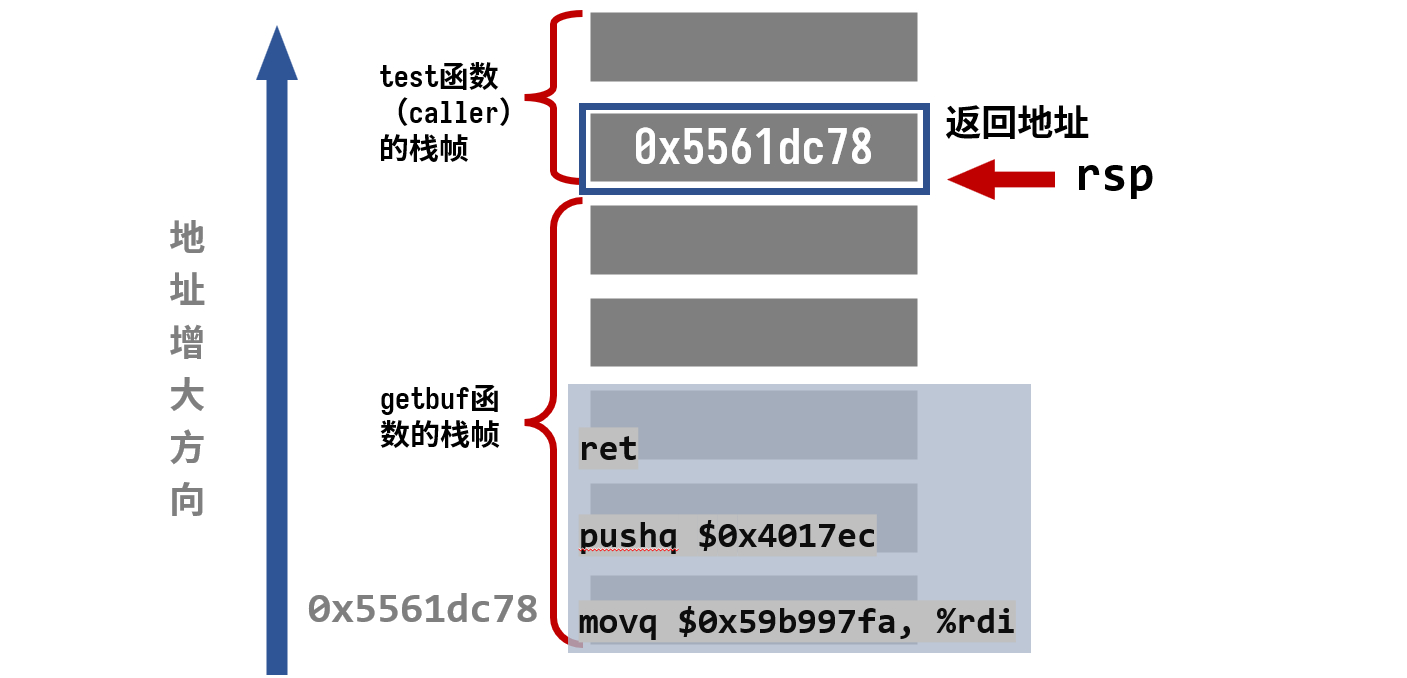 test函数
（caller）
的栈帧
0x5561dc78
返回地址
rsp
地
址
增
大
方
向
getbuf函
数的栈帧
ret
pushq $0x4017ec
0x5561dc78
movq $0x59b997fa, %rdi